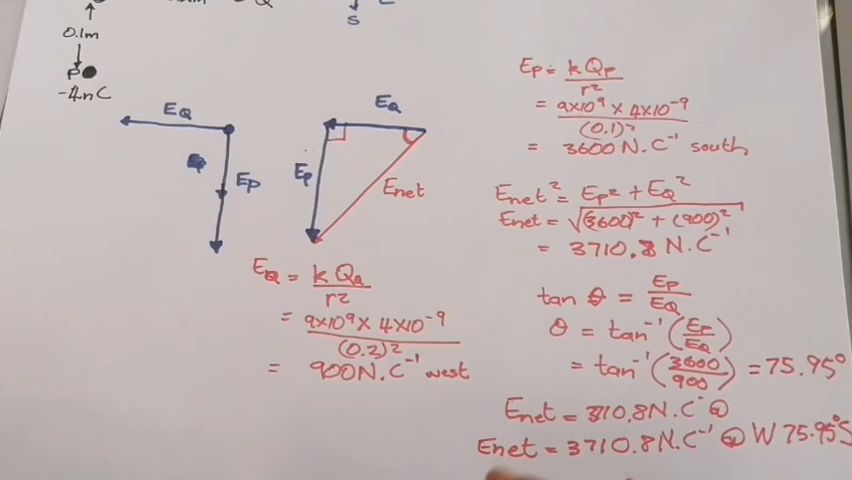 0.1m
S
P
-4nC
EQ
EP
EQ
EP
Enet
EQ = kQQ / r²
= 9x10⁹ x 4x10⁻⁹ / (0.2)²
= 900N.C⁻¹ west
EP = kQP / r²
= 9x10⁹ x 4x10⁻⁹ / (0.1)²
= 3600N.C⁻¹ south
Enet² = EP² + EQ²
Enet = √(3600)² + (900)²
= 3710.8 N.C⁻¹
tan θ = EP / EQ
θ = tan⁻¹(EP / EQ)
= tan⁻¹(3600 / 900) = 75.95°
Enet = 310.8N.C⁻ @
Enet = 3710.8N.C⁻¹ @ W 75.95°S